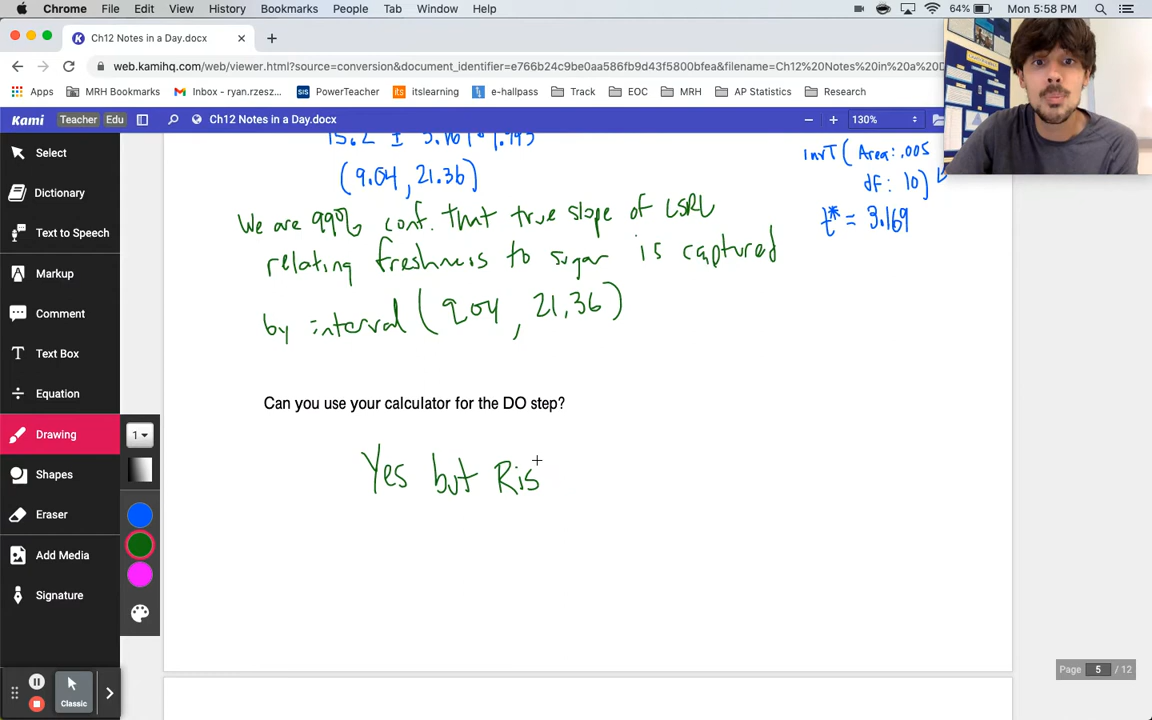 Chrome File Edit View History Bookmarks People Tab Window Help 64% Mon 5:58 PM
Ch12 Notes in a Day.docx
web.kamihq.com/web/viewer.html?source=conversion&document_identifier=e766b24c9be0aa586fb9d43f5800bfea&filename=Ch12%20Notes%20in%20a%20D
Apps MRH Bookmarks Inbox - ryan.rzesz... SIS PowerTeacher its itslearning e-hallpass Track EOC MRH AP Statistics Research
Kami Teacher Edu Ch12 Notes in a Day.docx 130%
Select
Dictionary
Text to Speech
Markup
Comment
Text Box
Equation
Drawing
Shapes
Eraser
Add Media
Signature
1
Classic
15.2 ±
(9.04, 21.36)
invT (Area: .005
df: 10)
t* = 3.169
We are 99% conf. that true slope of LSRL
relating freshness to sugar is captured
by interval (9.04, 21.36)
Can you use your calculator for the DO step?
Yes but Ris
Page 5 / 12